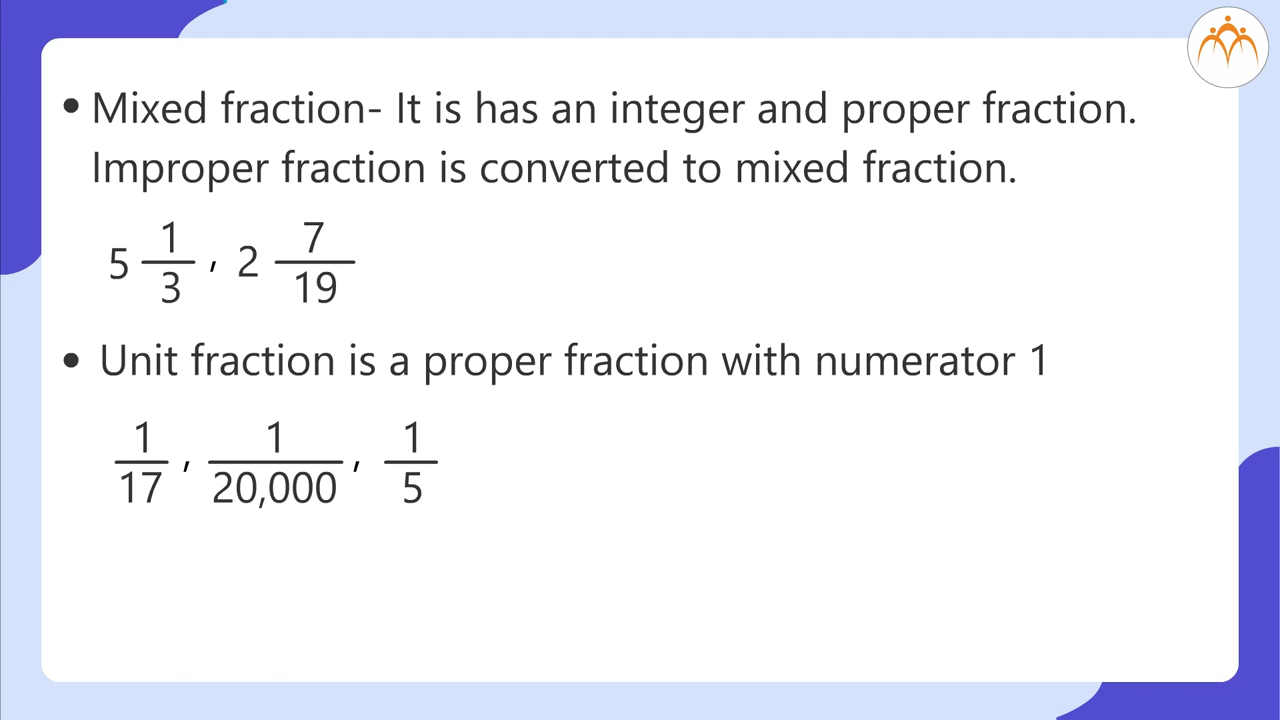 • Mixed fraction- It is has an integer and proper fraction.
Improper fraction is converted to mixed fraction.
5 1/3 , 2 7/19
• Unit fraction is a proper fraction with numerator 1
1/17 , 1/20,000 , 1/5